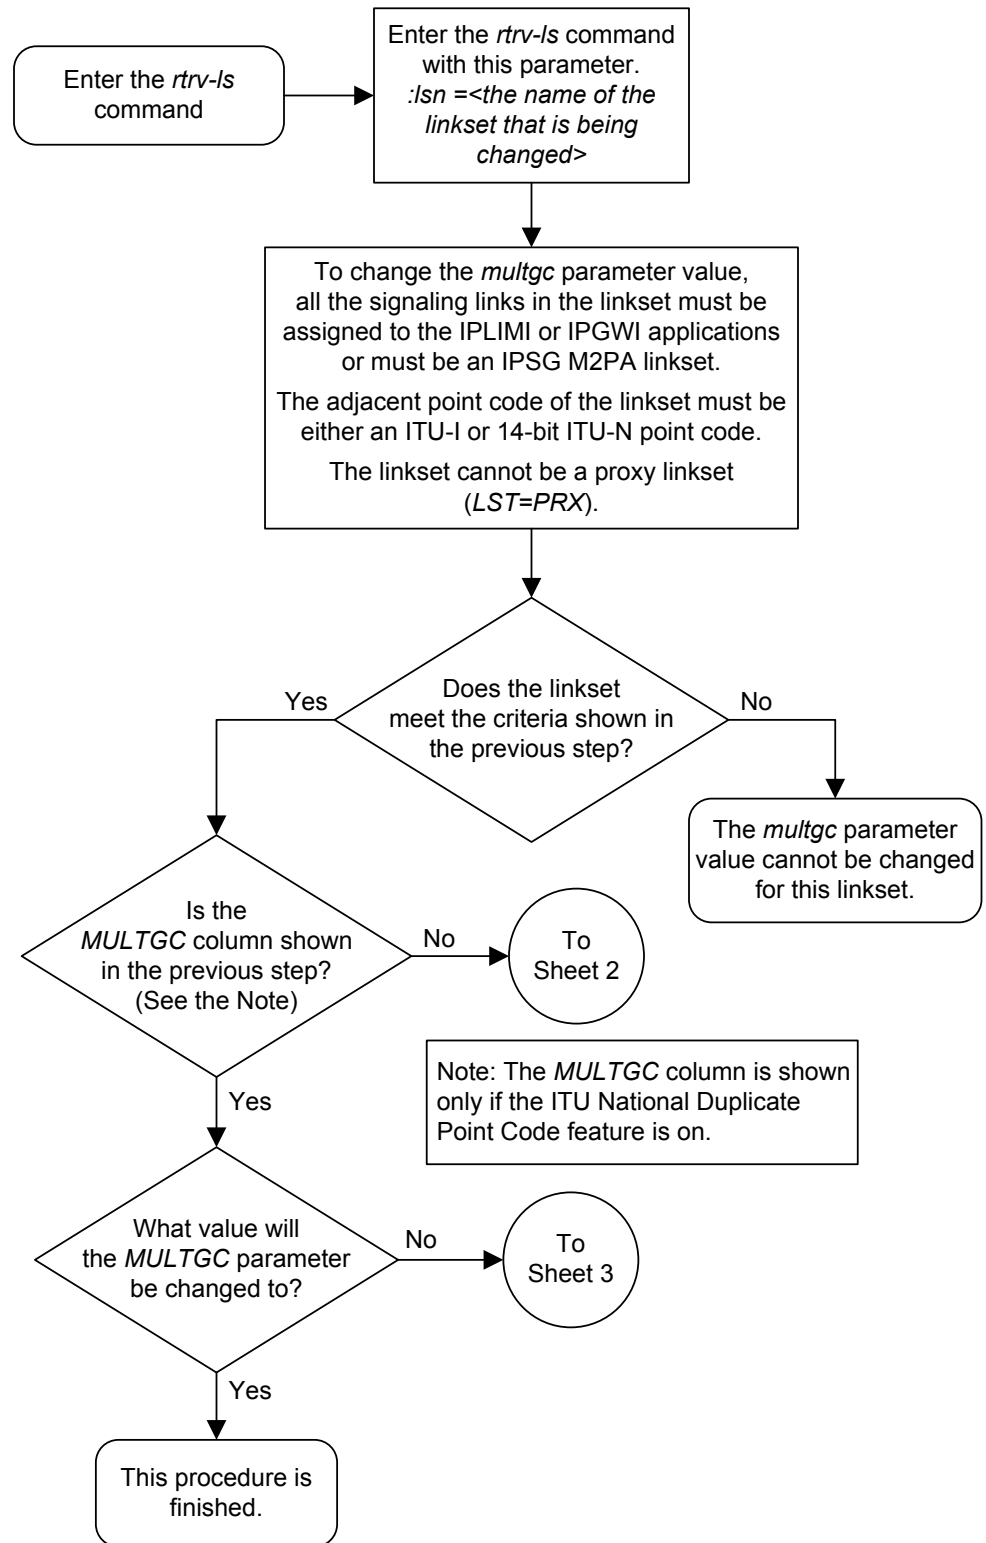 Enter the rtrv-ls
command
Enter the rtrv-ls command
with this parameter.
:lsn =<the name of the
linkset that is being
changed>
To change the multgc parameter value,
all the signaling links in the linkset must be
assigned to the IPLIMI or IPGWI applications
or must be an IPSG M2PA linkset.
The adjacent point code of the linkset must be
either an ITU-I or 14-bit ITU-N point code.
The linkset cannot be a proxy linkset
(LST=PRX).
Does the linkset
meet the criteria shown in
the previous step?
Yes
No
The multgc parameter
value cannot be changed
for this linkset.
Is the
MULTGC column shown
in the previous step?
(See the Note)
No
To
Sheet 2
Yes
Note: The MULTGC column is shown
only if the ITU National Duplicate
Point Code feature is on.
What value will
the MULTGC parameter
be changed to?
No
To
Sheet 3
Yes
This procedure is
finished.